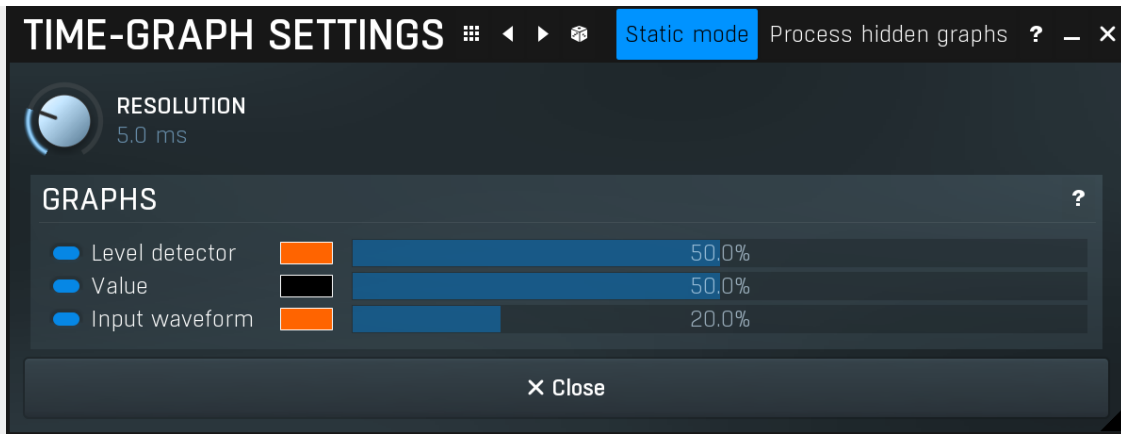 TIME-GRAPH SETTINGS Static mode Process hidden graphs ?
RESOLUTION
5.0 ms
GRAPHS ?
Level detector 50.0%
Value 50.0%
Input waveform 20.0%
Close